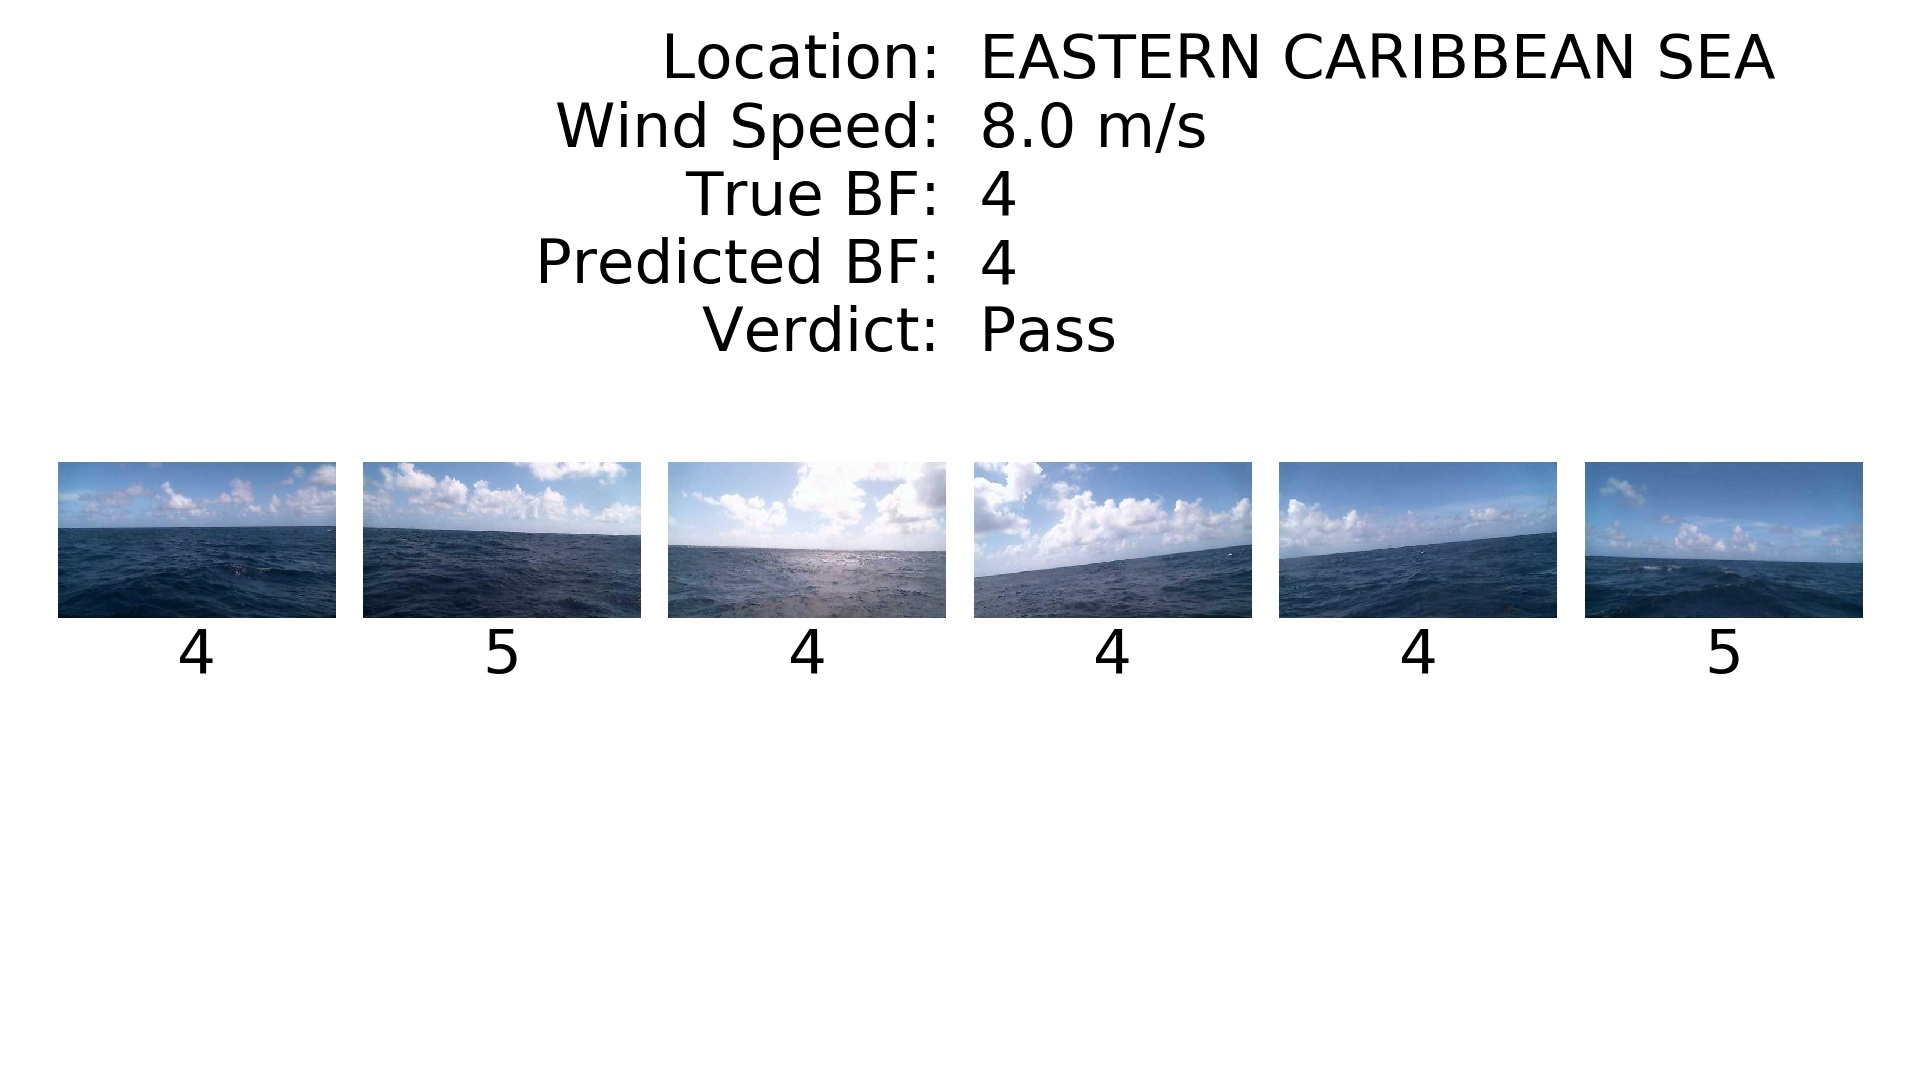 Location: EASTERN CARIBBEAN SEA
Wind Speed: 8.0 m/s
True BF: 4
Predicted BF: 4
Verdict: Pass
4 5 4 4 4 5